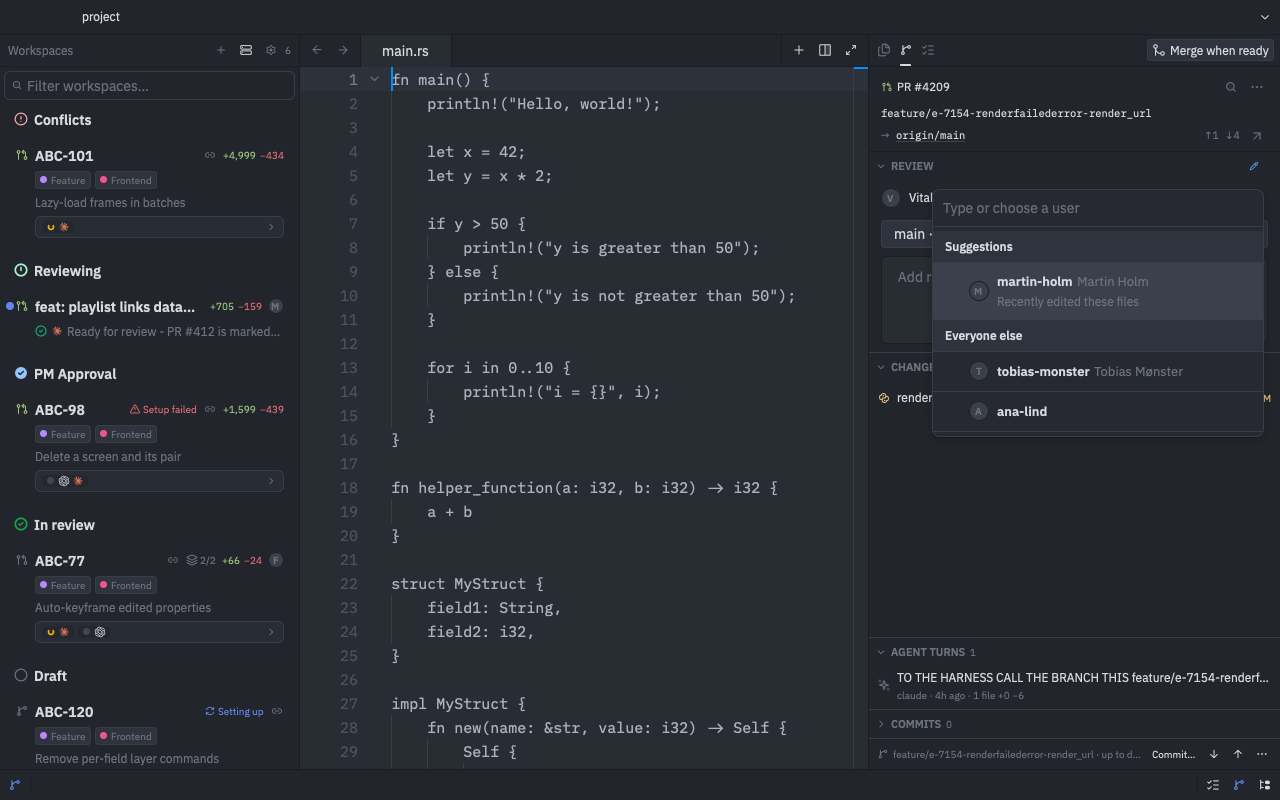 project
Workspaces
6
Filter workspaces...
Conflicts
ABC-101
+4,999 −434
Feature
Frontend
Lazy-load frames in batches
Reviewing
feat: playlist links data...
+705 −159
M
Ready for review - PR #412 is marked...
PM Approval
ABC-98
Setup failed
+1,599 −439
Feature
Frontend
Delete a screen and its pair
In review
ABC-77
2/2
+66 −24
F
Feature
Frontend
Auto-keyframe edited properties
Draft
ABC-120
Setting up
Feature
Frontend
Remove per-field layer commands
main.rs
1 fn main() {
2 println!("Hello, world!");
3
4 let x = 42;
5 let y = x * 2;
6
7 if y > 50 {
8 println!("y is greater than 50");
9 } else {
10 println!("y is not greater than 50");
11 }
12
13 for i in 0..10 {
14 println!("i = {}", i);
15 }
16 }
17
18 fn helper_function(a: i32, b: i32) -> i32 {
19 a + b
20 }
21
22 struct MyStruct {
23 field1: String,
24 field2: i32,
25 }
26
27 impl MyStruct {
28 fn new(name: &str, value: i32) -> Self {
29 Self {
Merge when ready
PR #4209
feature/e-7154-renderfailederror-render_url
→ origin/main
↑1 ↓4
REVIEW
V
main
Type or choose a user
Suggestions
M
martin-holm Martin Holm
Recently edited these files
Everyone else
T
tobias-monster Tobias Mønster
A
ana-lind
M
AGENT TURNS 1
TO THE HARNESS CALL THE BRANCH THIS feature/e-7154-renderf...
claude · 4h ago · 1 file +0 −6
COMMITS 0
feature/e-7154-renderfailederror-render_url · up to d...
Commit...